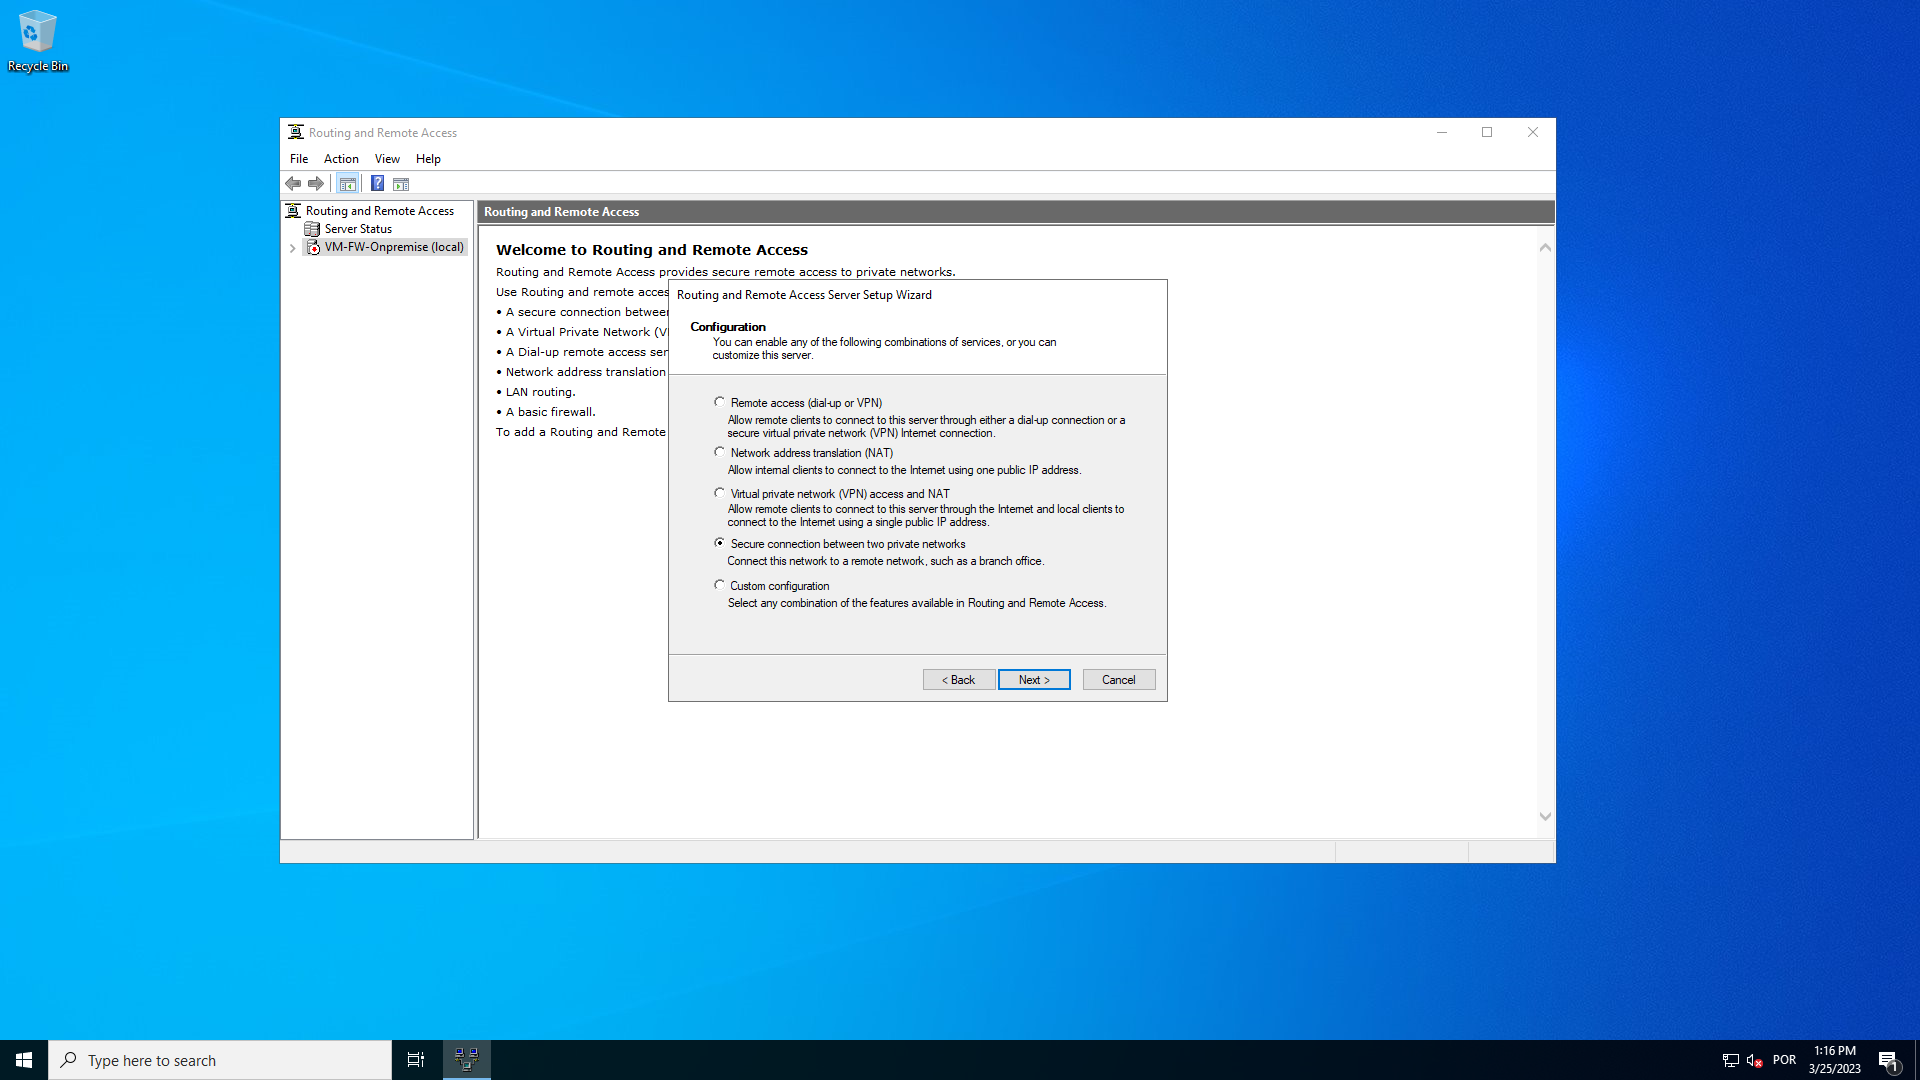 Recycle Bin
Routing and Remote Access
File Action View Help
Routing and Remote Access
Server Status
VM-FW-Onpremise (local)
Routing and Remote Access
Welcome to Routing and Remote Access
Routing and Remote Access provides secure remote access to private networks.
Use Routing and remote acces
• A secure connection between
• A Virtual Private Network (V
• A Dial-up remote access ser
• Network address translation
• LAN routing.
• A basic firewall.
To add a Routing and Remote
Routing and Remote Access Server Setup Wizard
Configuration
You can enable any of the following combinations of services, or you can
customize this server.
Remote access (dial-up or VPN)
Allow remote clients to connect to this server through either a dial-up connection or a
secure virtual private network (VPN) Internet connection.
Network address translation (NAT)
Allow internal clients to connect to the Internet using one public IP address.
Virtual private network (VPN) access and NAT
Allow remote clients to connect to this server through the Internet and local clients to
connect to the Internet using a single public IP address.
Secure connection between two private networks
Connect this network to a remote network, such as a branch office.
Custom configuration
Select any combination of the features available in Routing and Remote Access.
< Back
Next >
Cancel
Type here to search
POR
1:16 PM
3/25/2023
1